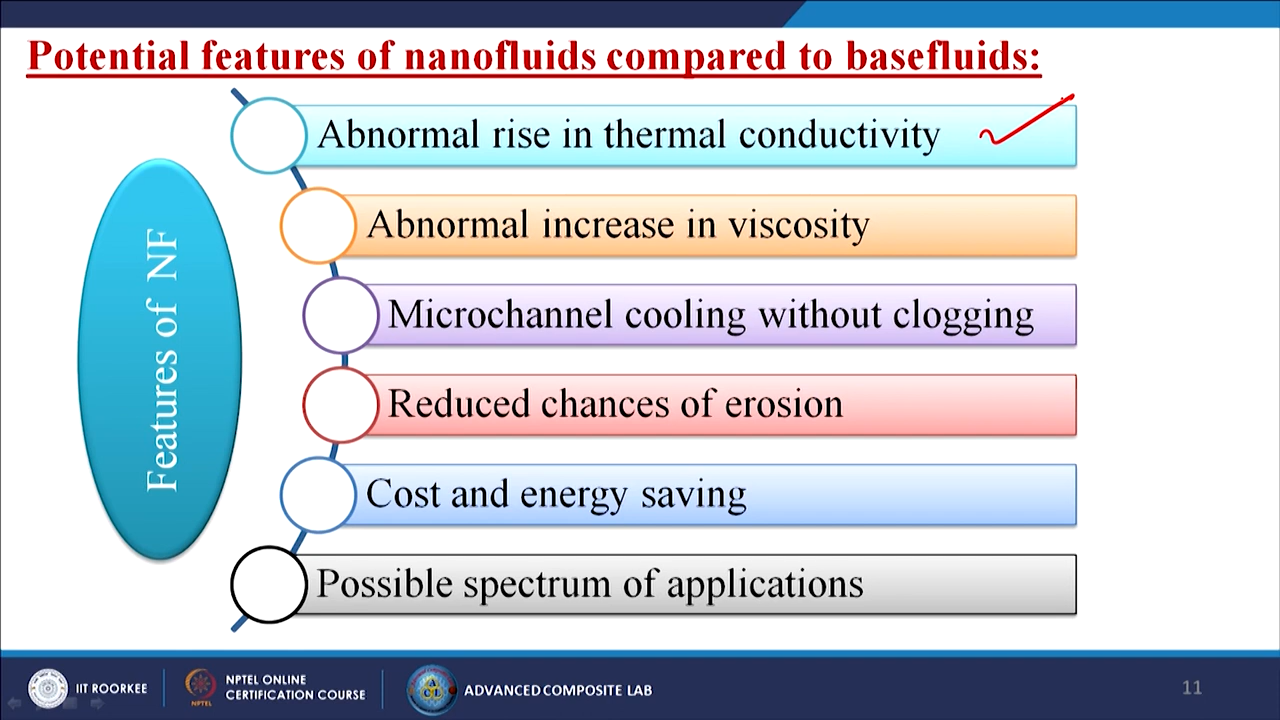 Potential features of nanofluids compared to basefluids:
Features of NF
Abnormal rise in thermal conductivity
Abnormal increase in viscosity
Microchannel cooling without clogging
Reduced chances of erosion
Cost and energy saving
Possible spectrum of applications
IIT ROORKEE
NPTEL
NPTEL ONLINE
CERTIFICATION COURSE
ACL
ADVANCED COMPOSITE LAB
11